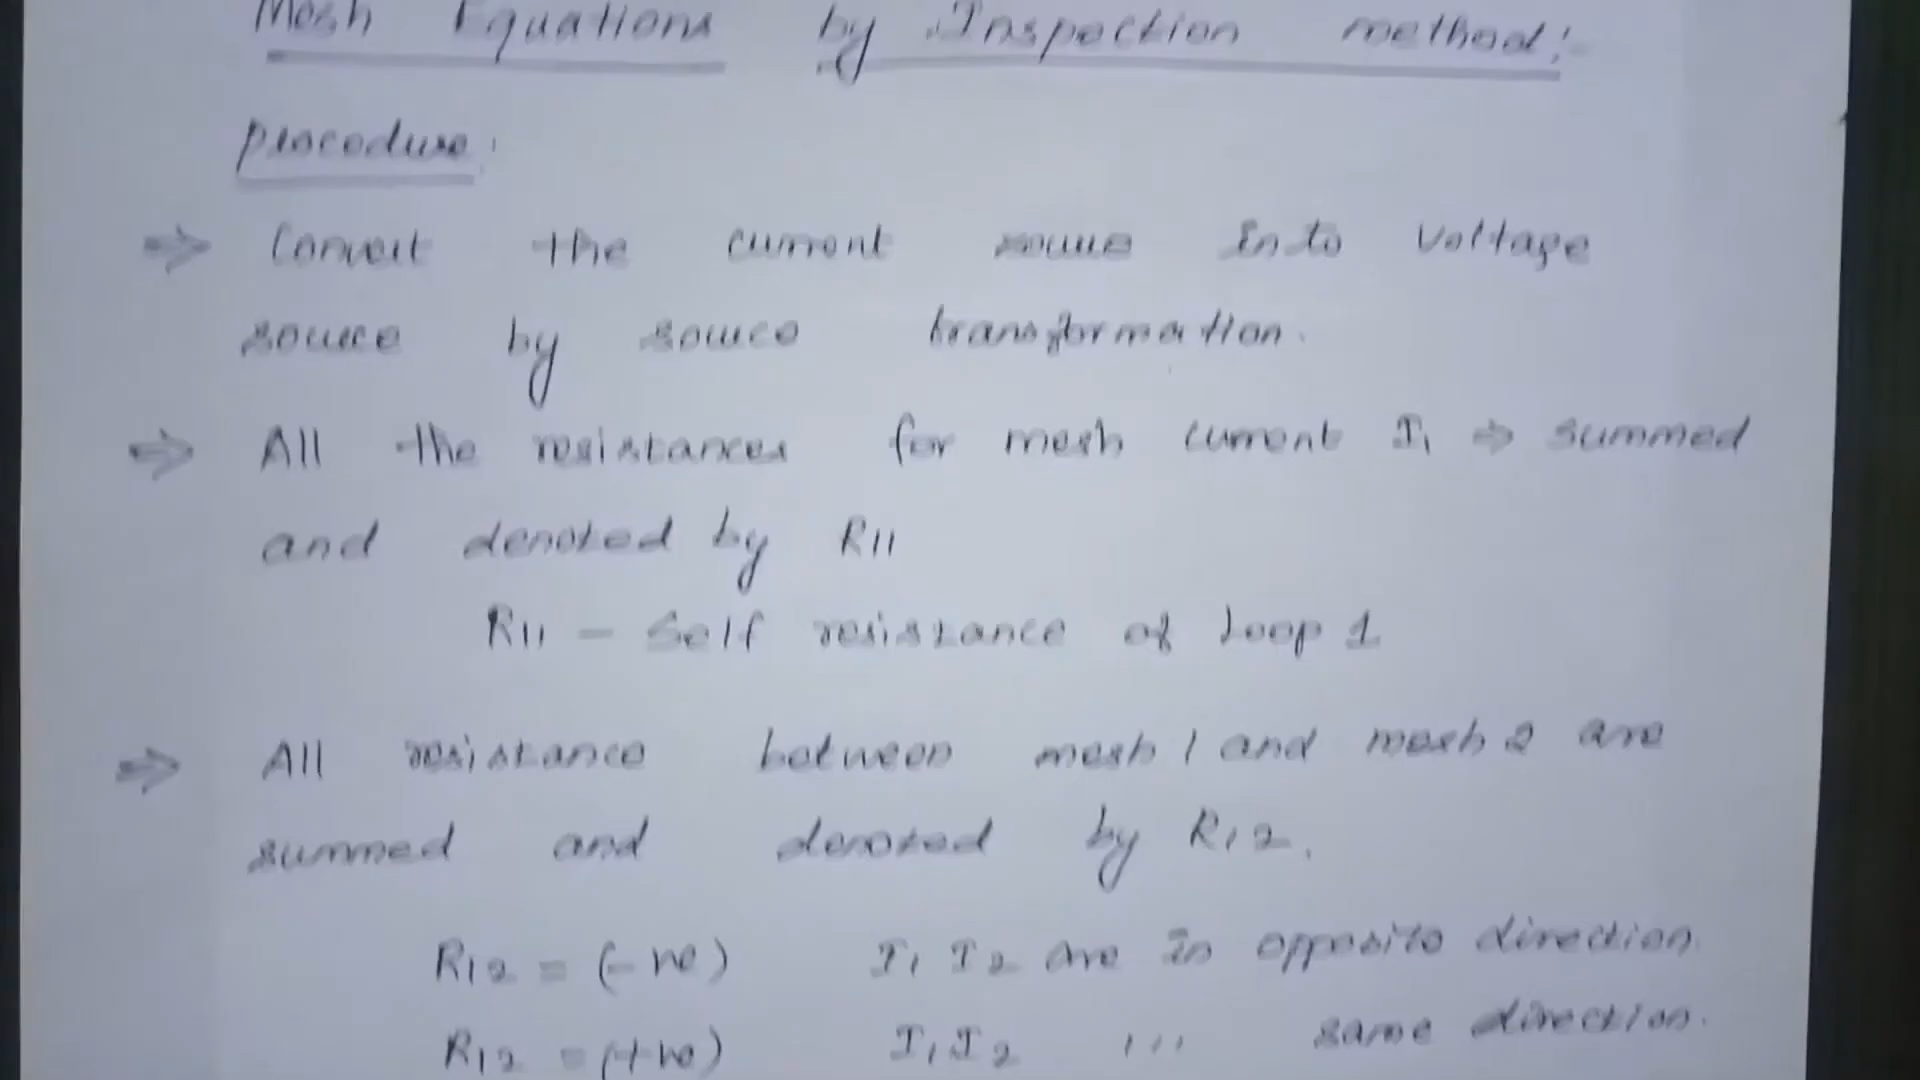 Mesh Equations by Inspection method:
Procedure:
⇒ Convert the current source into Voltage
source by source transformation.
⇒ All the resistances for mesh current I1 ⇒ summed
and denoted by R11
R11 - Self resistance of Loop 1
⇒ All resistance between mesh 1 and mesh 2 are
summed and denoted by R12.
R12 = (-ve) I1 I2 are in opposite direction.
R12 = (+ve) I1 I2 ,,, same direction.